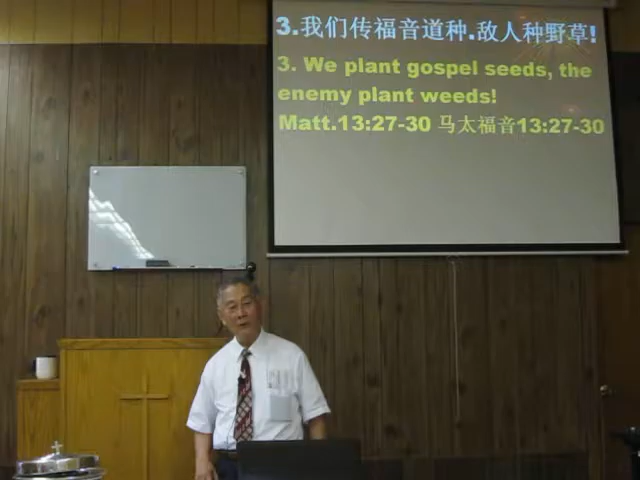 3.我们传福音道种.敌人种野草!
3. We plant gospel seeds, the
enemy plant weeds!
Matt.13:27-30 马太福音13:27-30